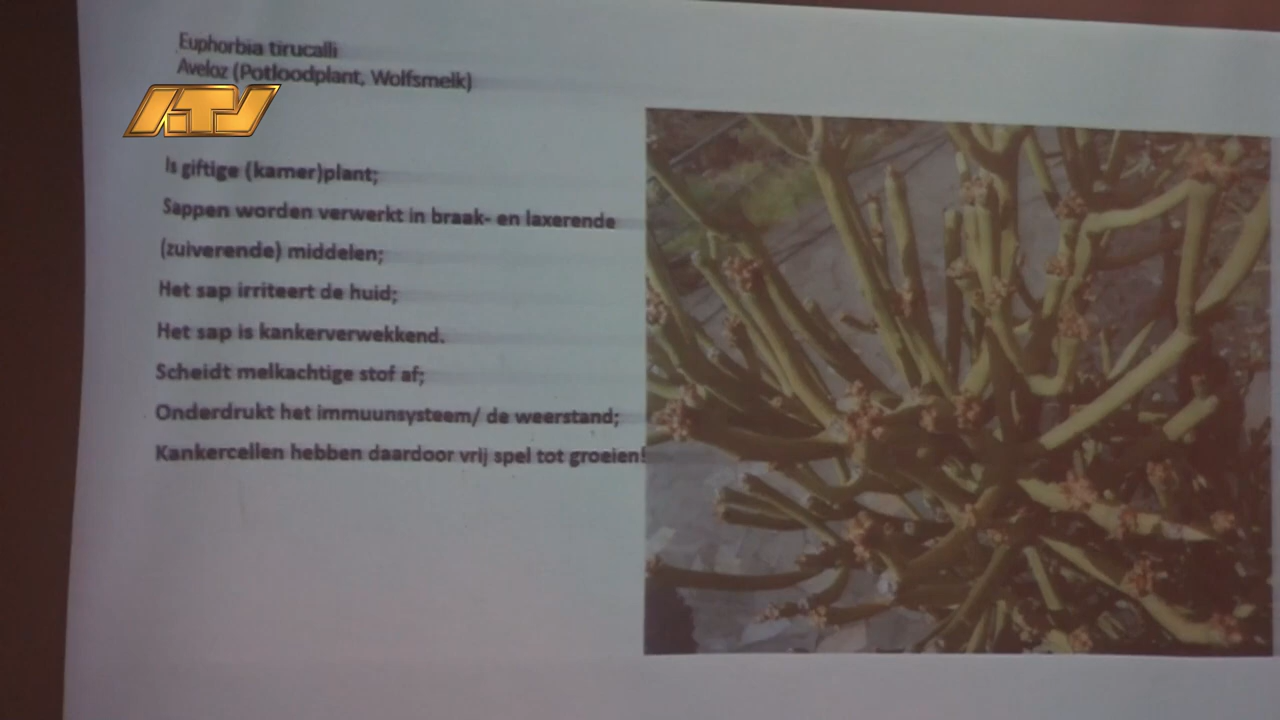 Euphorbia tirucalli
Aveloz (Potloodplant, Wolfsmelk)
ATV
Is giftige (kamer)plant;
Sappen worden verwerkt in braak- en laxerende
(zuiverende) middelen;
Het sap irriteert de huid;
Het sap is kankerverwekkend.
Scheidt melkachtige stof af;
Onderdrukt het immuunsysteem/ de weerstand;
Kankercellen hebben daardoor vrij spel tot groeien!